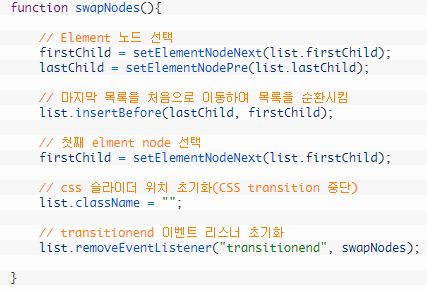 function swapNodes(){
// Element 노드 선택
firstChild = setElementNodeNext(list.firstChild);
lastChild = setElementNodePre(list.lastChild);
// 마지막 목록을 처음으로 이동하여 목록을 순환시킴
list.insertBefore(lastChild, firstChild);
// 첫째 elment node 선택
firstChild = setElementNodeNext(list.firstChild);
// css 슬라이더 위치 초기화(CSS transition 중단)
list.className = "";
// transitionend 이벤트 리스너 초기화
list.removeEventListener("transitionend", swapNodes);
}